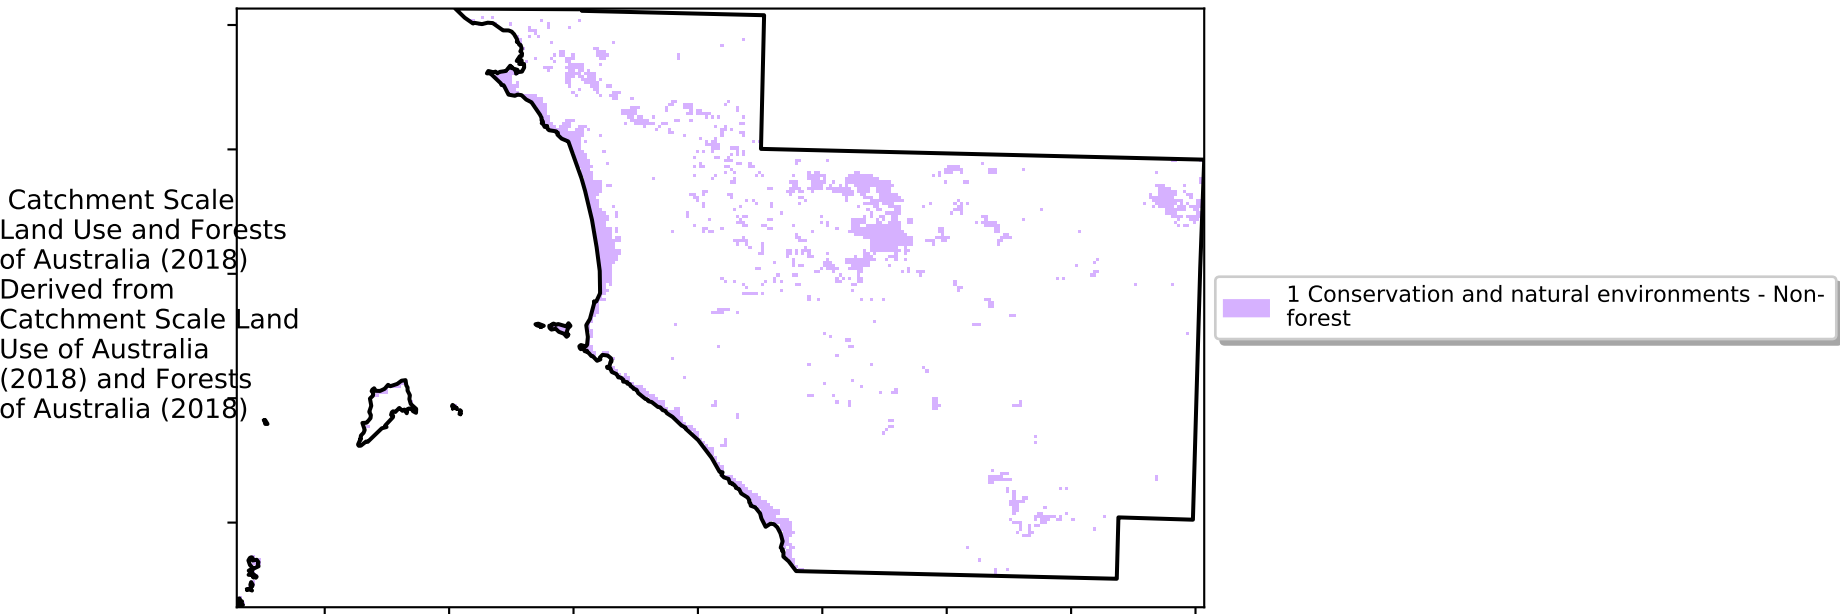 Catchment Scale
Land Use and Forests
of Australia (2018)
Derived from
Catchment Scale Land
Use of Australia
(2018) and Forests
of Australia (2018)
1 Conservation and natural environments - Non-
forest